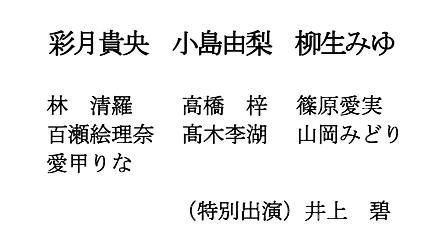 彩月貴央　小島由梨　柳生みゆ
林　清羅　高橋　梓　篠原愛実
百瀬絵理奈　髙木李湖　山岡みどり
愛甲りな
（特別出演）井上　碧